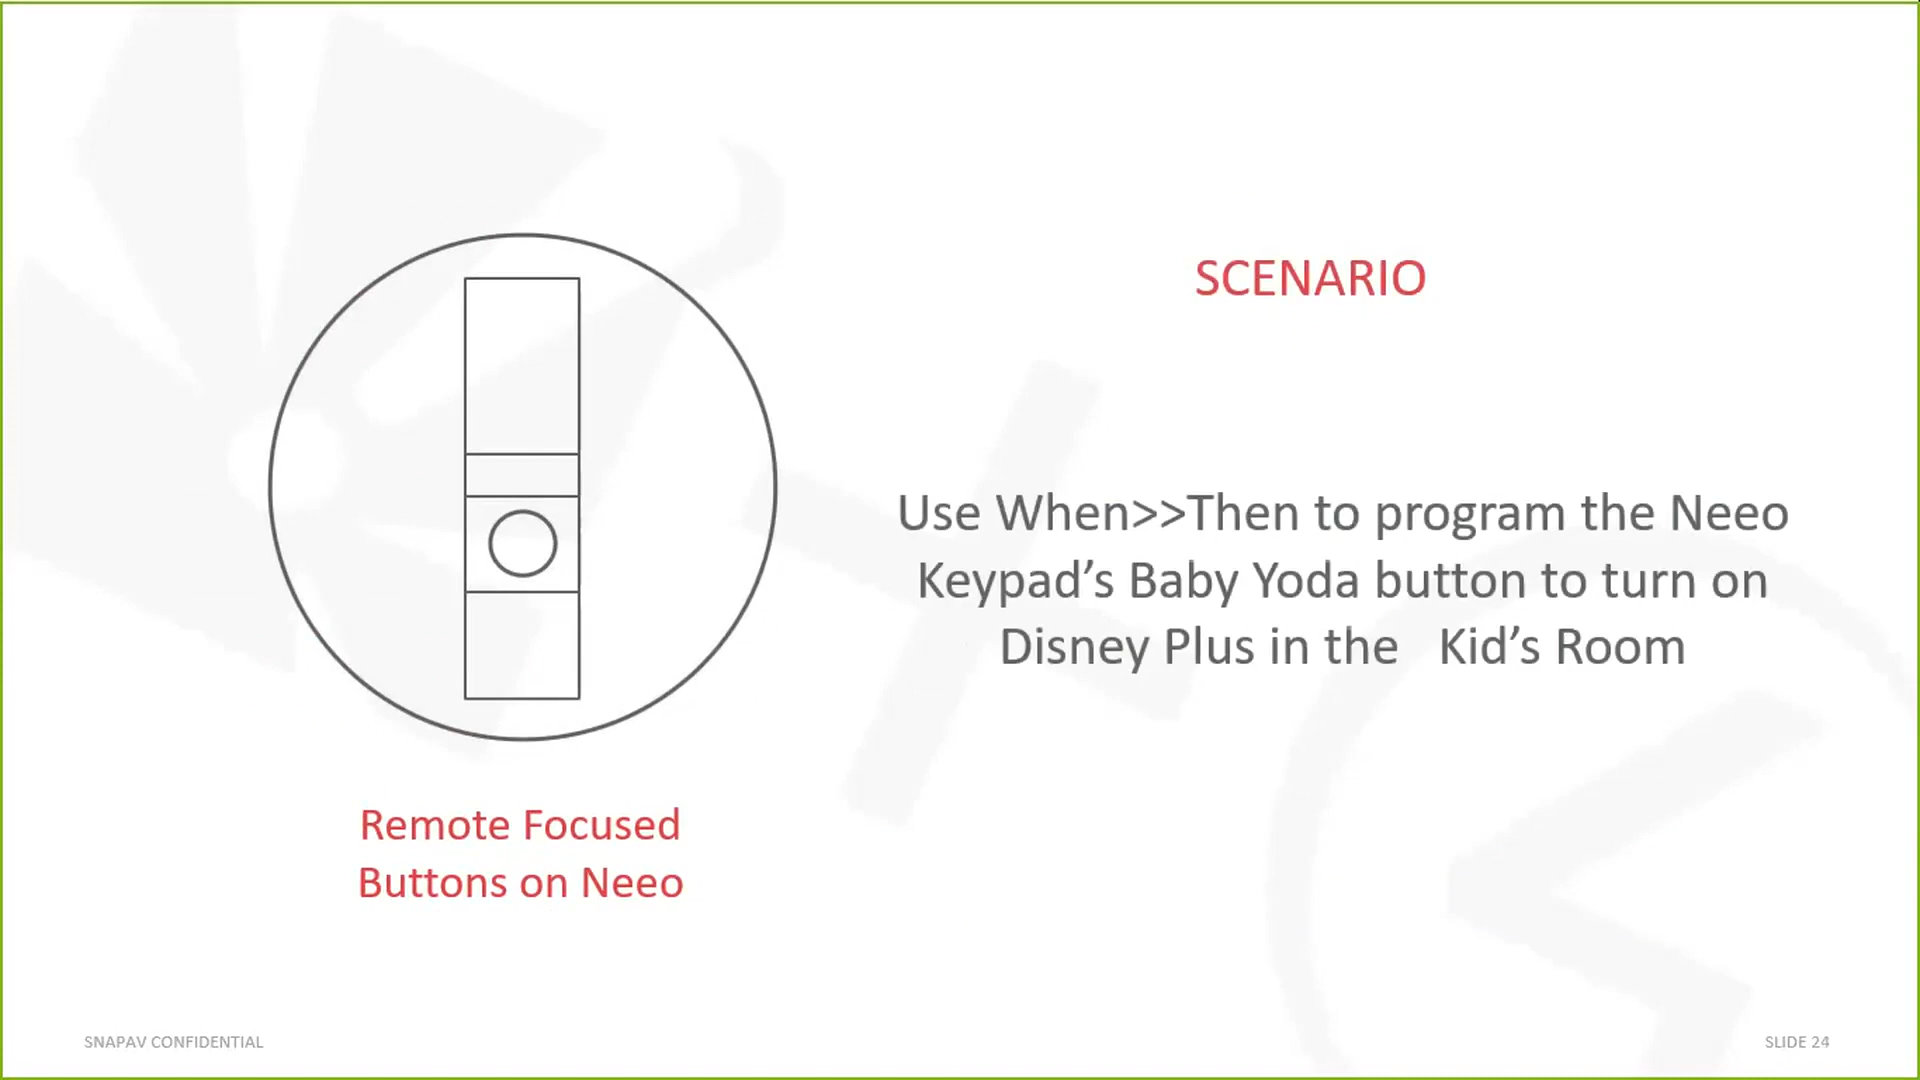 SCENARIO
Use When>>Then to program the Neeo
Keypad’s Baby Yoda button to turn on
Disney Plus in the   Kid’s Room
Remote Focused
Buttons on Neeo
SNAPAV CONFIDENTIAL
SLIDE 24